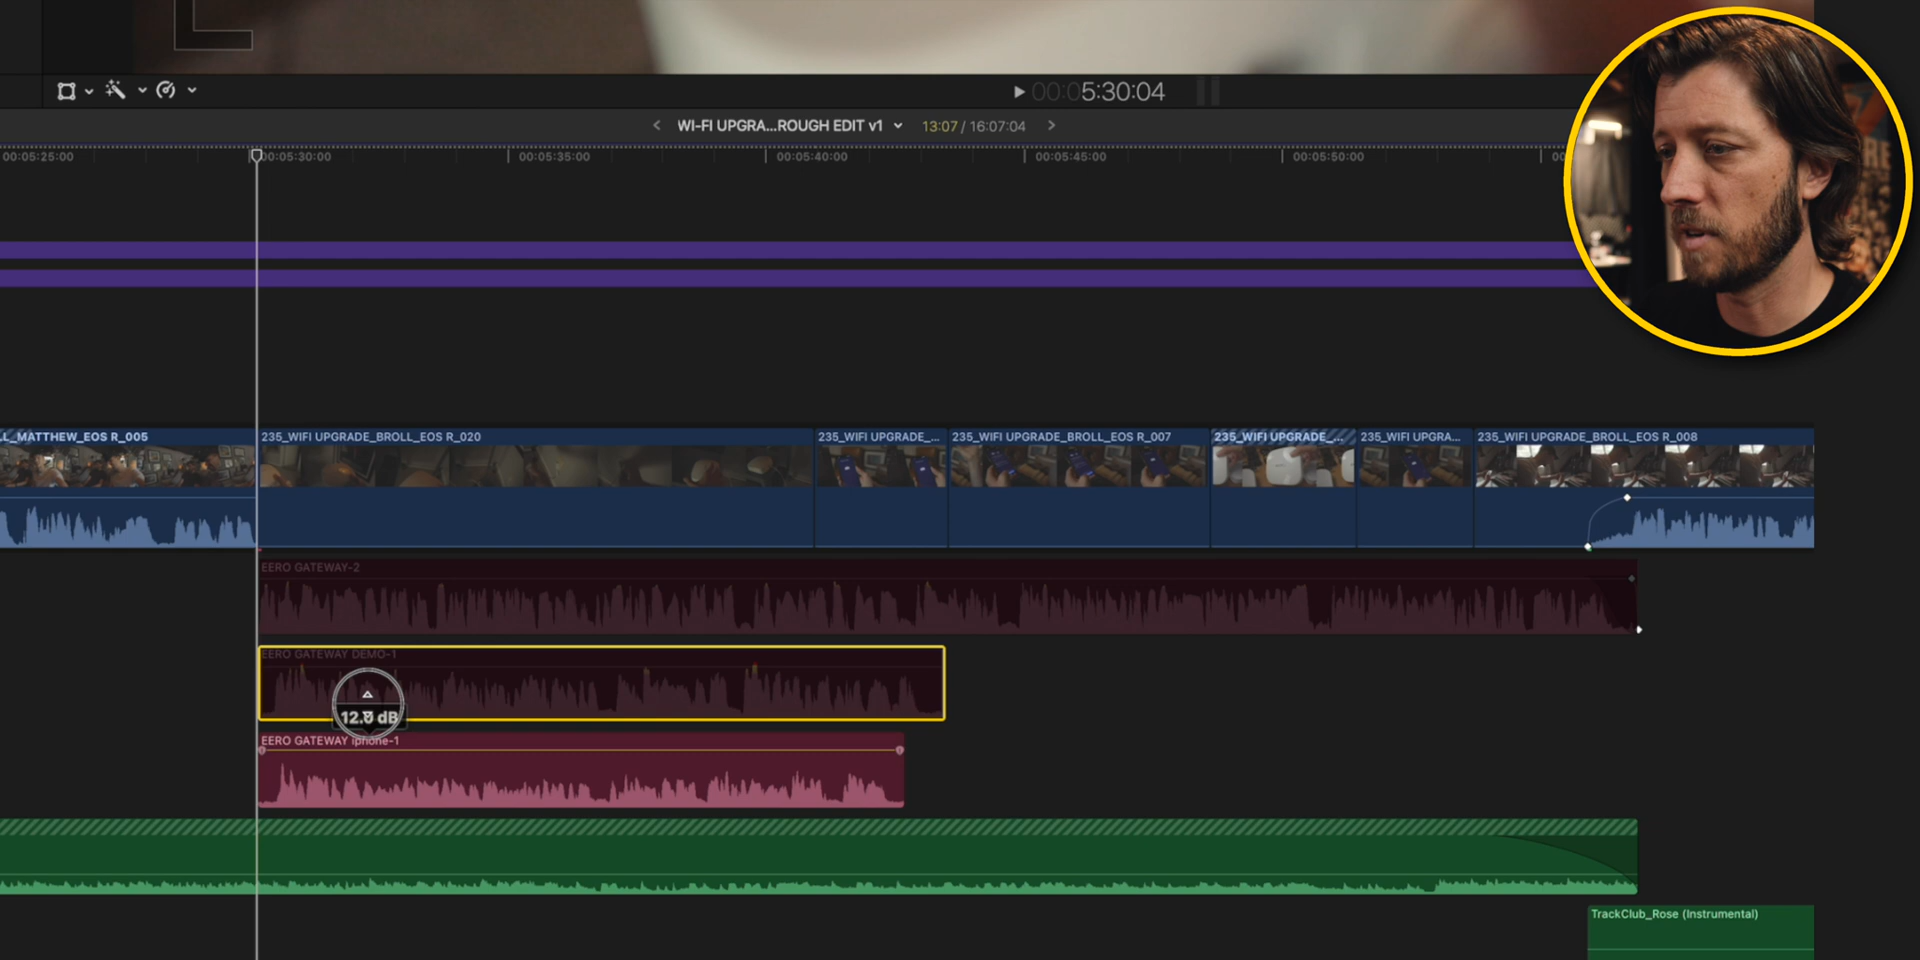 00:05:30:04
WI-FI UPGRA...ROUGH EDIT v1
13:07 / 16:07:04
00:05:25:00
00:05:30:00
00:05:35:00
00:05:40:00
00:05:45:00
00:05:50:00
L_MATTHEW_EOS R_005
235_WIFI UPGRADE_BROLL_EOS R_020
235_WIFI UPGRADE_...
235_WIFI UPGRADE_BROLL_EOS R_007
235_WIFI UPGRADE_...
235_WIFI UPGRA...
235_WIFI UPGRADE_BROLL_EOS R_008
EERO GATEWAY-2
EERO GATEWAY DEMO-1
dB
EERO GATEWAY iphone-1
TrackClub_Rose (Instrumental)